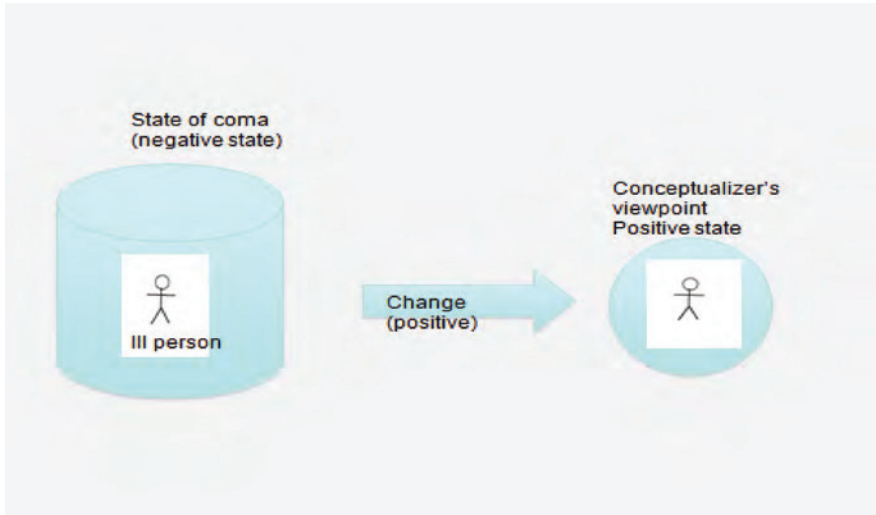 State of coma
(negative state)
Ill person
Change
(positive)
Conceptualizer's
viewpoint
Positive state